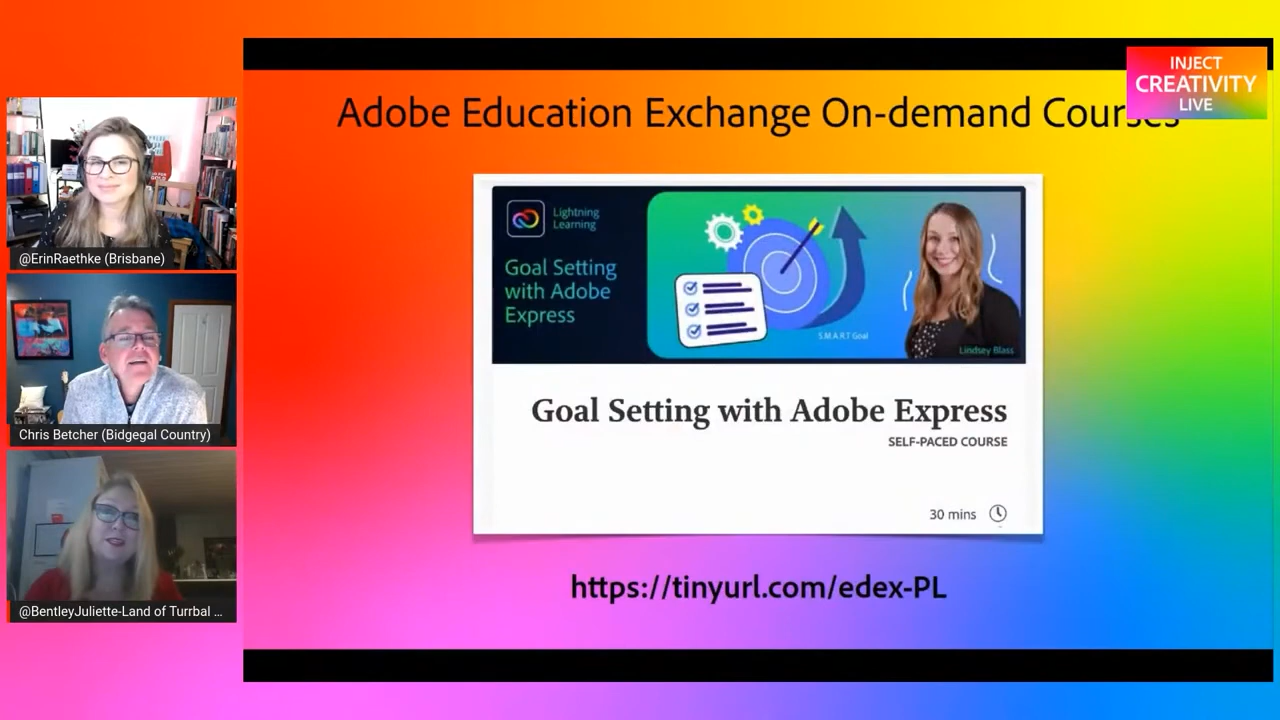 INJECT
CREATIVITY
LIVE
Adobe Education Exchange On-demand Courses
Lightning
Learning
Goal Setting
with Adobe
Express
S.M.A.R.T Goal
Lindsey Blass
Goal Setting with Adobe Express
SELF-PACED COURSE
30 mins
https://tinyurl.com/edex-PL
@ErinRaethke (Brisbane)
Chris Betcher (Bidgegal Country)
@BentleyJuliette-Land of Turrbal ...